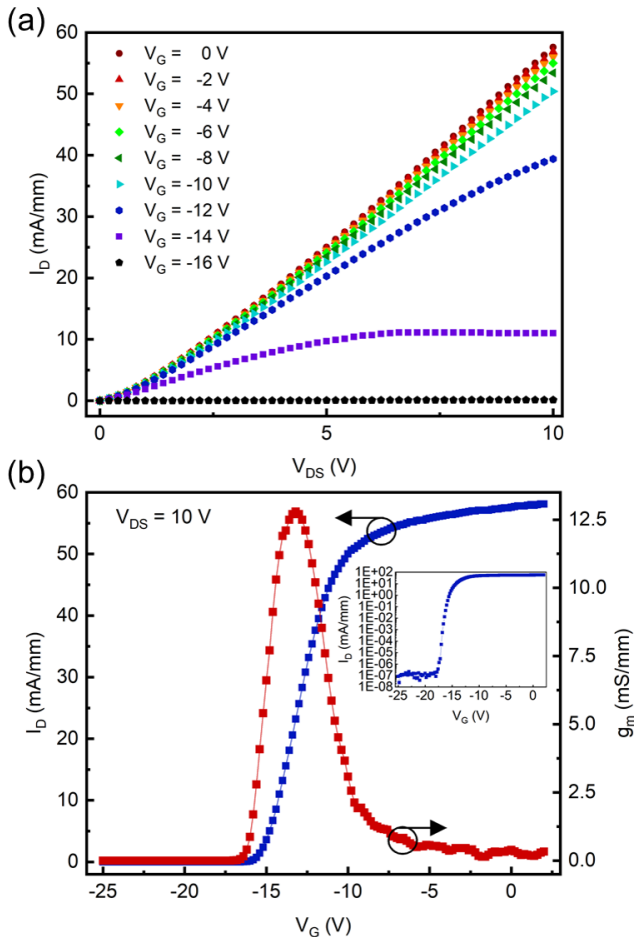 (a)
60
50
40
30
20
10
0
I_D (mA/mm)
V_G = 0 V
V_G = -2 V
V_G = -4 V
V_G = -6 V
V_G = -8 V
V_G = -10 V
V_G = -12 V
V_G = -14 V
V_G = -16 V
0 5 10
V_DS (V)
(b)
60
50
40
30
20
10
0
I_D (mA/mm)
V_DS = 10 V
12.5
10.0
7.5
5.0
2.5
0.0
g_m (mS/mm)
1E+02
1E+01
1E+00
1E-01
1E-02
1E-03
1E-04
1E-05
1E-06
1E-07
1E-08
I_D (mA/mm)
-25 -20 -15 -10 -5 0
V_G (V)
-25 -20 -15 -10 -5 0
V_G (V)